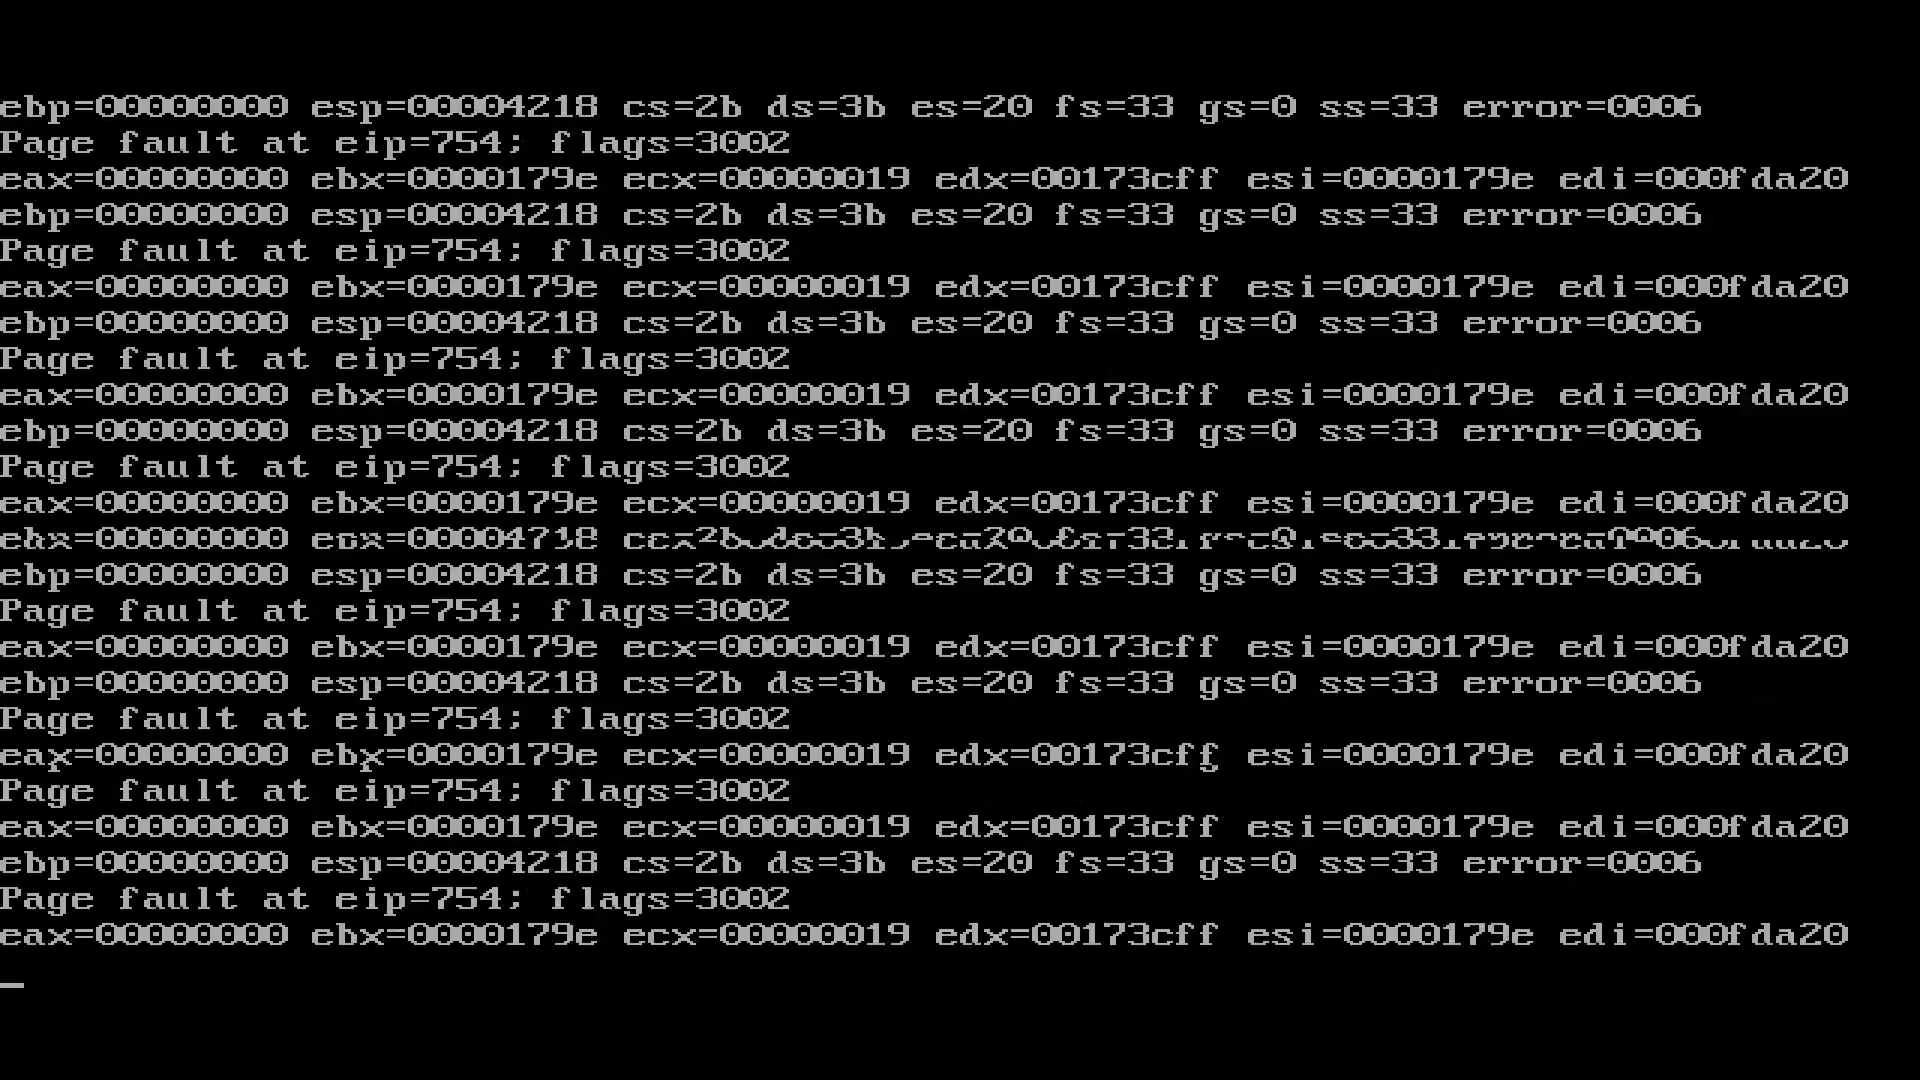 ebp=00000000 esp=00004218 cs=2b ds=3b es=20 fs=33 gs=0 ss=33 error=0006
Page fault at eip=754; flags=3002
eax=00000000 ebx=0000179e ecx=00000019 edx=00173cff esi=0000179e edi=000fda20
ebp=00000000 esp=00004218 cs=2b ds=3b es=20 fs=33 gs=0 ss=33 error=0006
Page fault at eip=754; flags=3002
eax=00000000 ebx=0000179e ecx=00000019 edx=00173cff esi=0000179e edi=000fda20
ebp=00000000 esp=00004218 cs=2b ds=3b es=20 fs=33 gs=0 ss=33 error=0006
Page fault at eip=754; flags=3002
eax=00000000 ebx=0000179e ecx=00000019 edx=00173cff esi=0000179e edi=000fda20
ebp=00000000 esp=00004218 cs=2b ds=3b es=20 fs=33 gs=0 ss=33 error=0006
Page fault at eip=754; flags=3002
eax=00000000 ebx=0000179e ecx=00000019 edx=00173cff esi=0000179e edi=000fda20
ebp=00000000 esp=00004218 cs=2b ds=3b es=20 fs=33 gs=0 ss=33 error=0006
Page fault at eip=754; flags=3002
eax=00000000 ebx=0000179e ecx=00000019 edx=00173cff esi=0000179e edi=000fda20
ebp=00000000 esp=00004218 cs=2b ds=3b es=20 fs=33 gs=0 ss=33 error=0006
Page fault at eip=754; flags=3002
eax=00000000 ebx=0000179e ecx=00000019 edx=00173cff esi=0000179e edi=000fda20
Page fault at eip=754; flags=3002
eax=00000000 ebx=0000179e ecx=00000019 edx=00173cff esi=0000179e edi=000fda20
ebp=00000000 esp=00004218 cs=2b ds=3b es=20 fs=33 gs=0 ss=33 error=0006
Page fault at eip=754; flags=3002
eax=00000000 ebx=0000179e ecx=00000019 edx=00173cff esi=0000179e edi=000fda20